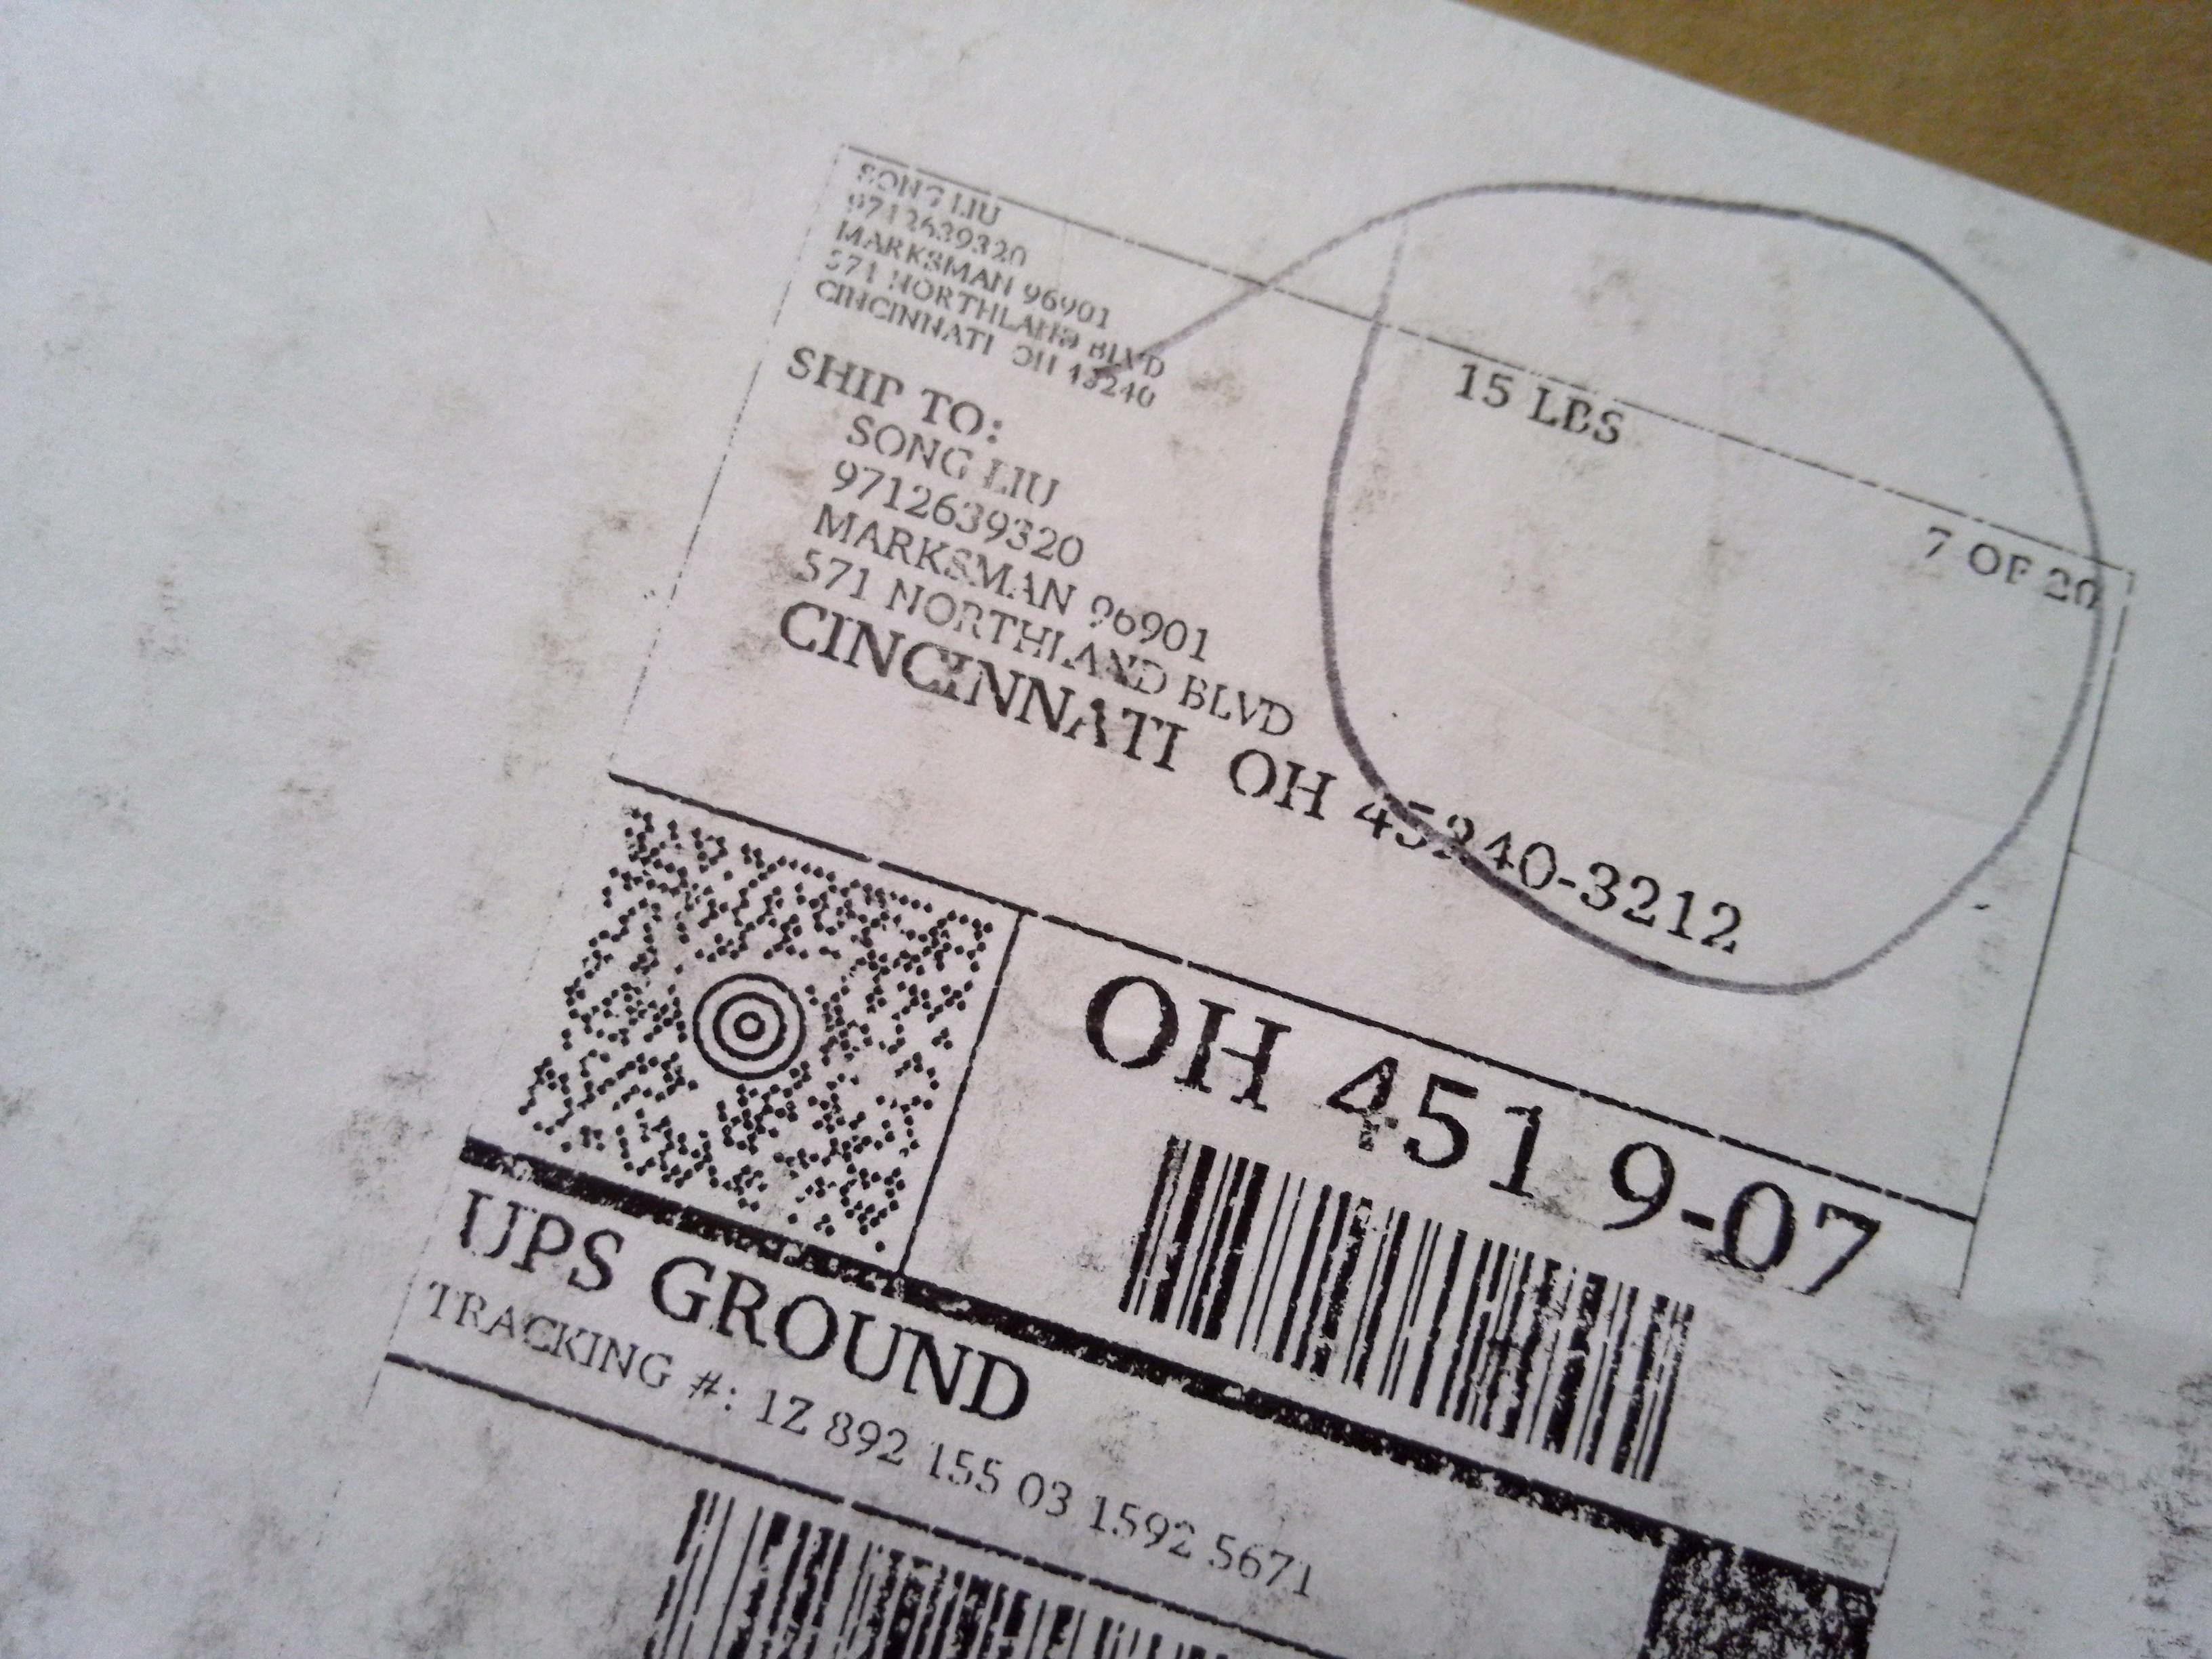 SONG LIU
9712639320
MARKSMAN 96901
571 NORTHLAND BLVD
CINCINNATI OH 45240
15 LBS
7 OF 20
SHIP TO:
SONG LIU
9712639320
MARKSMAN 96901
571 NORTHLAND BLVD
CINCINNATI OH 45240-3212
OH 451 9-07
UPS GROUND
TRACKING #: 1Z 892 155 03 1592 5671